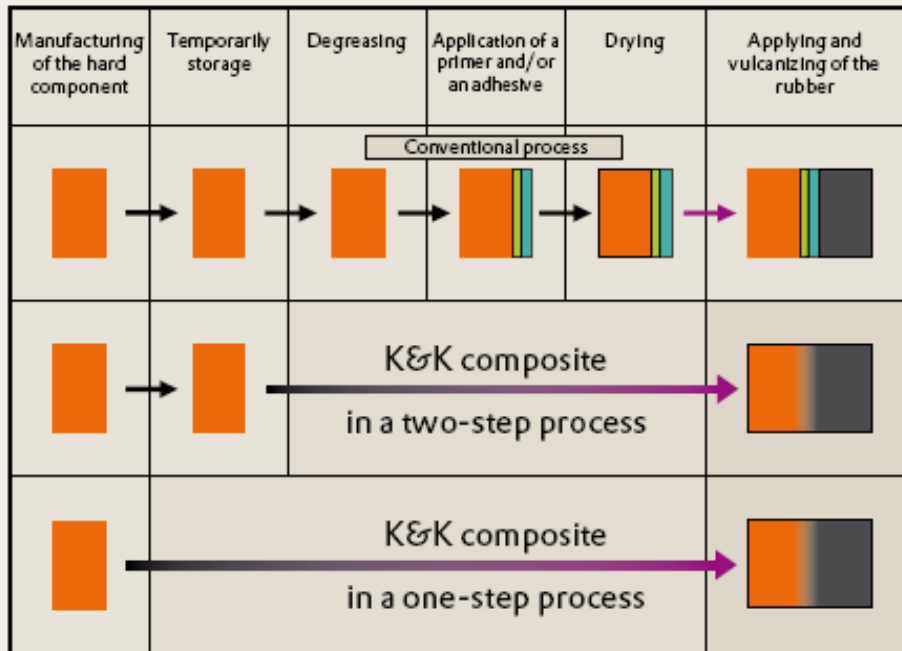 Manufacturing
of the hard
component
Temporarily
storage
Degreasing
Application of a
primer and/or
an adhesive
Drying
Applying and
vulcanizing of the
rubber
Conventional process
K&K composite
in a two-step process
K&K composite
in a one-step process